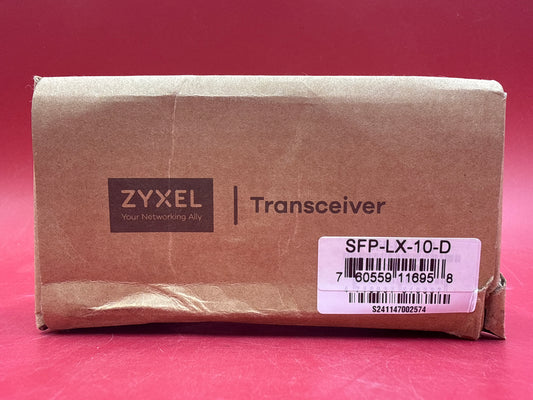 ZYXEL
Your Networking Ally
Transceiver
SFP-LX-10-D
7 60559 11695 8
S241147002574